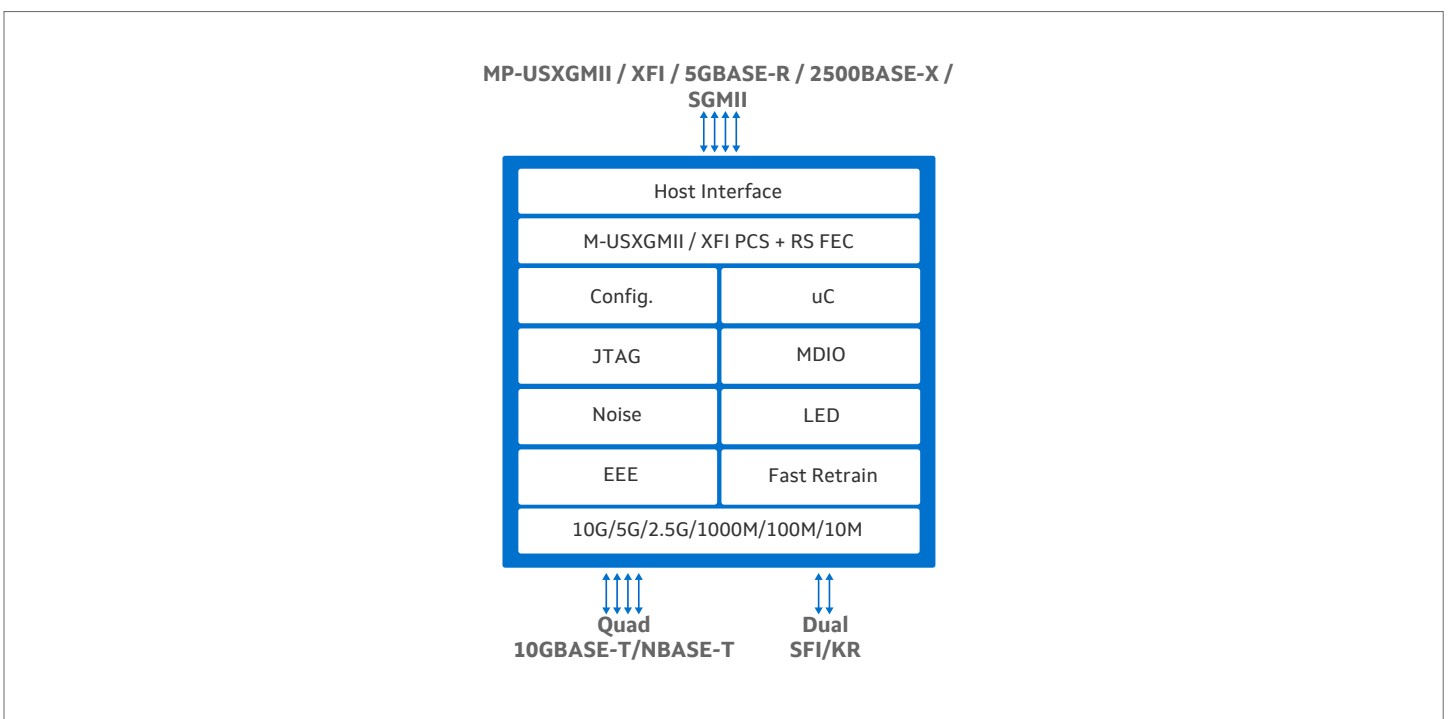 MP-USXGMII / XFI / 5GBASE-R / 2500BASE-X /
SGMII
Host Interface
M-USXGMII / XFI PCS + RS FEC
Config.
uC
JTAG
MDIO
Noise
LED
EEE
Fast Retrain
10G/5G/2.5G/1000M/100M/10M
Quad
10GBASE-T/NBASE-T
Dual
SFI/KR